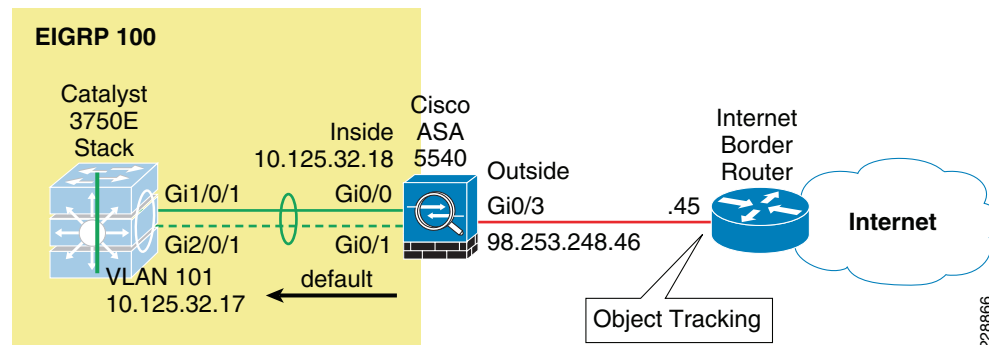 EIGRP 100
Catalyst
3750E
Stack
Inside
10.125.32.18
Cisco
ASA
5540
Internet
Border
Router
Outside
Gi1/0/1
Gi0/0
Gi0/3
.45
Internet
Gi2/0/1
Gi0/1
98.253.248.46
VLAN 101
10.125.32.17
default
Object Tracking
228866